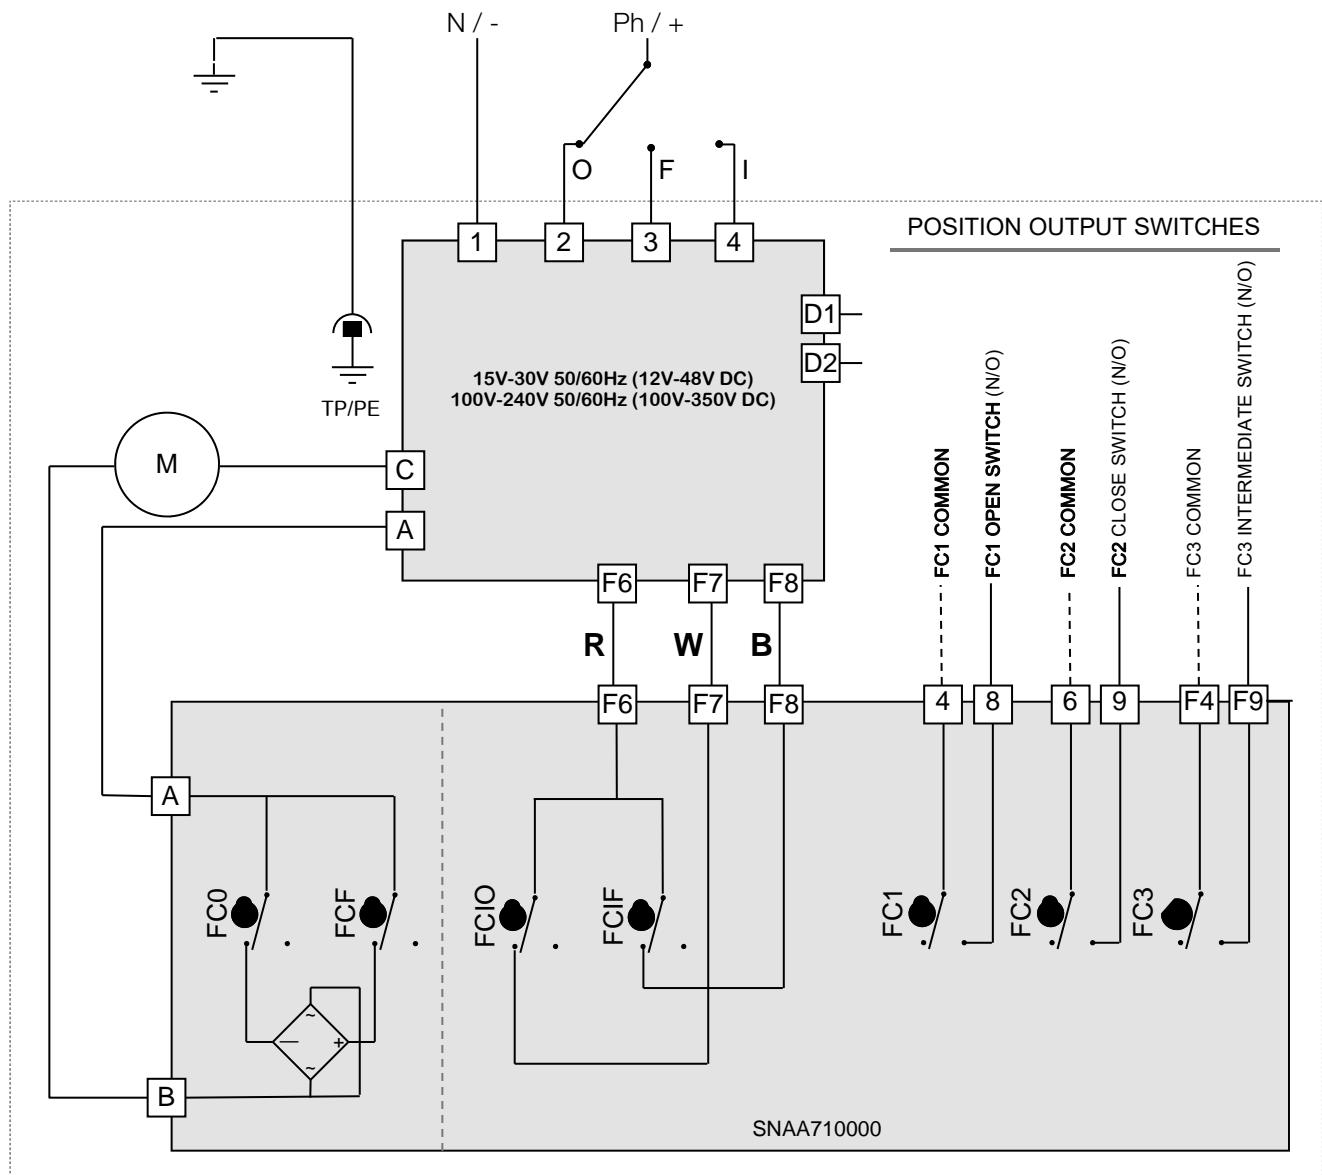 N / -
Ph / +
O
F
I
POSITION OUTPUT SWITCHES
1
2
3
4
D1
D2
15V-30V 50/60Hz (12V-48V DC)
100V-240V 50/60Hz (100V-350V DC)
TP/PE
M
C
A
FC1 COMMON
FC1 OPEN SWITCH (N/O)
FC2 COMMON
FC2 CLOSE SWITCH (N/O)
FC3 COMMON
FC3 INTERMEDIATE SWITCH (N/O)
F6
F7
F8
R
W
B
F6
F7
F8
4
8
6
9
F4
F9
A
FC0
FCF
FCIO
FCIF
FC1
FC2
FC3
~
—
+
~
B
SNAA710000